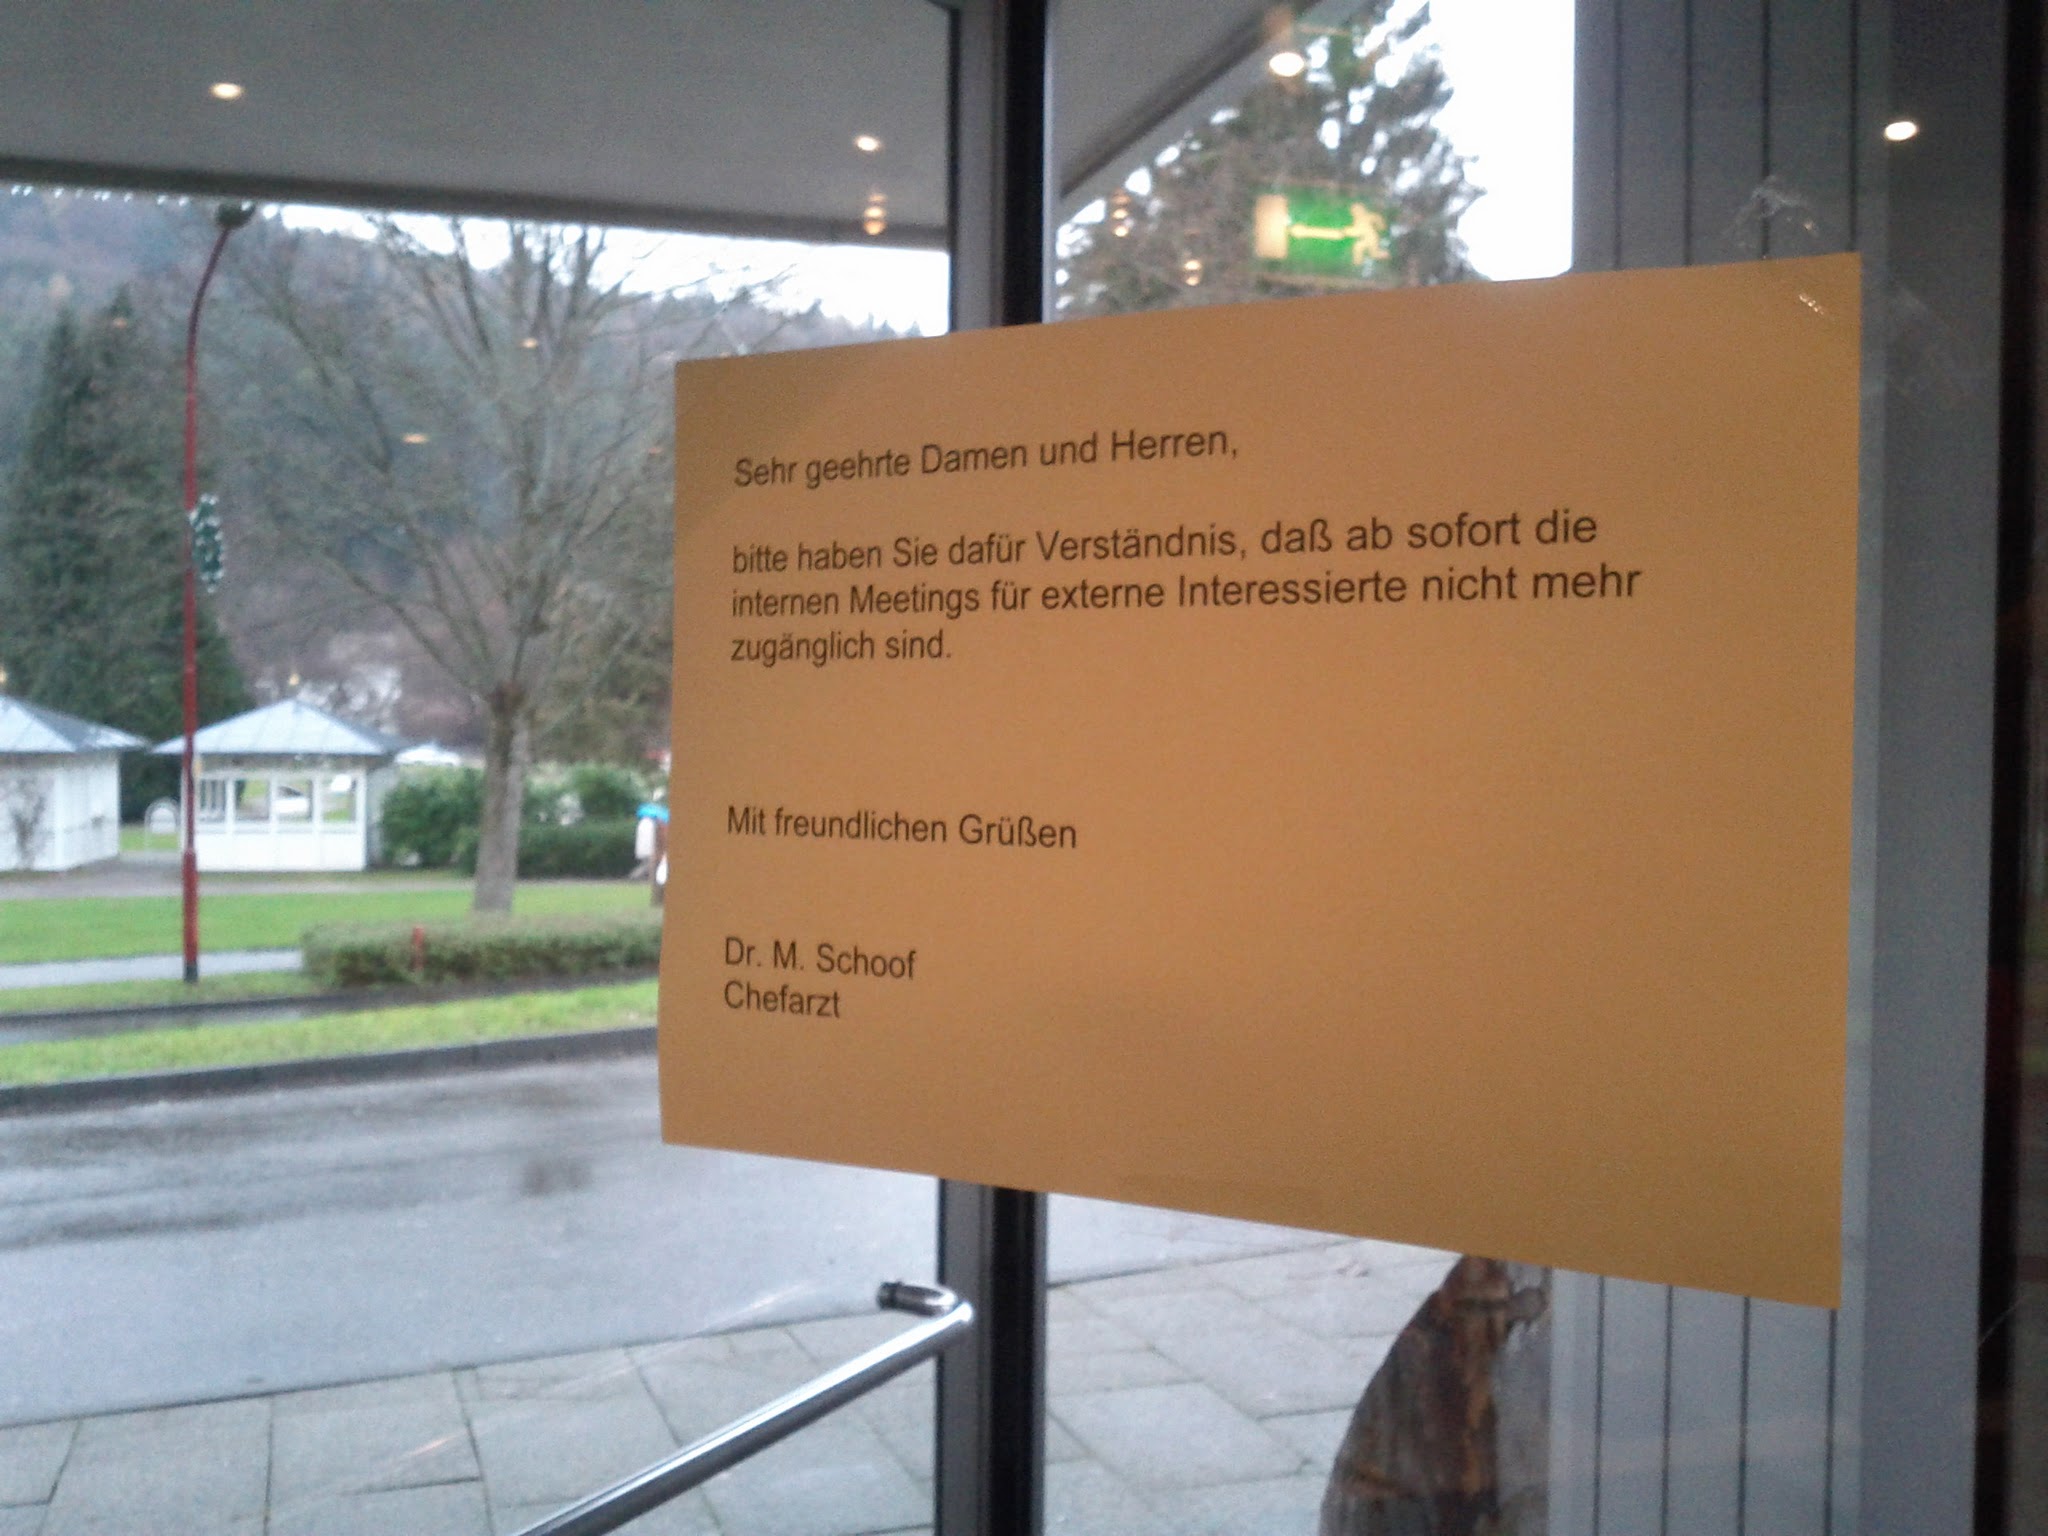 Sehr geehrte Damen und Herren,
bitte haben Sie dafür Verständnis, daß ab sofort die
internen Meetings für externe Interessierte nicht mehr
zugänglich sind.
Mit freundlichen Grüßen
Dr. M. Schoof
Chefarzt